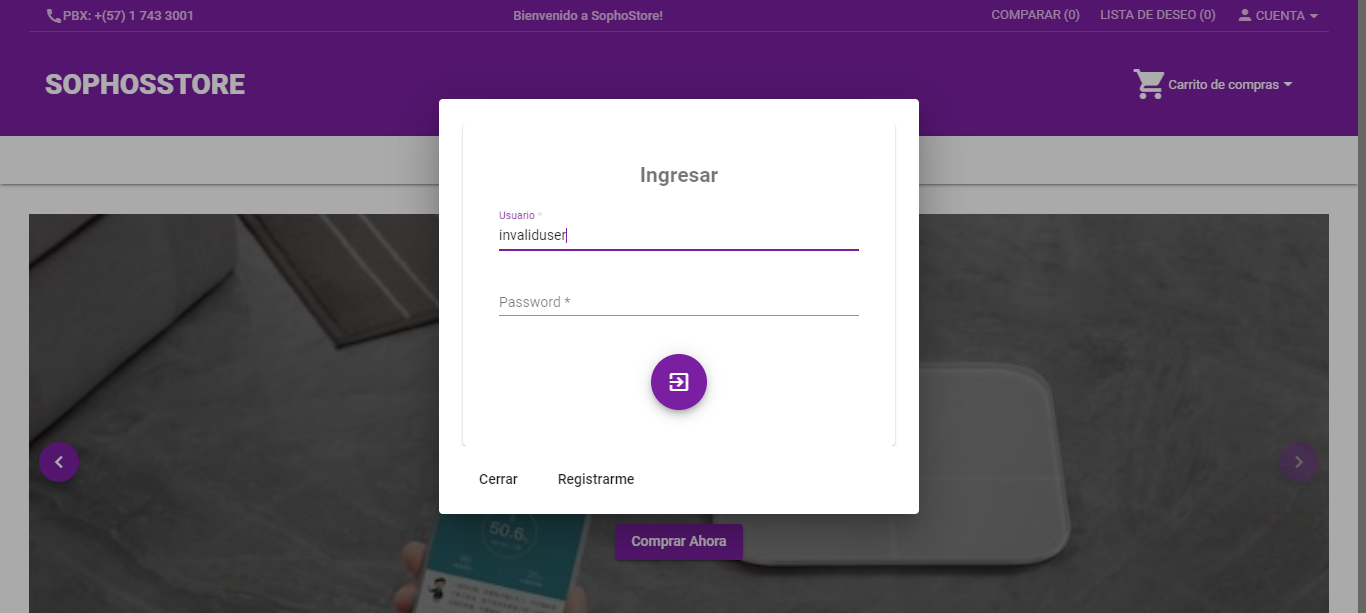 PBX: +(57) 1 743 3001
Bienvenido a SophoStore!
COMPARAR (0)
LISTA DE DESEO (0)
CUENTA
SOPHOSSTORE
Carrito de compras
Ingresar
Usuario *
invaliduser
Password *
Cerrar
Registrarme
50.6
Comprar Ahora